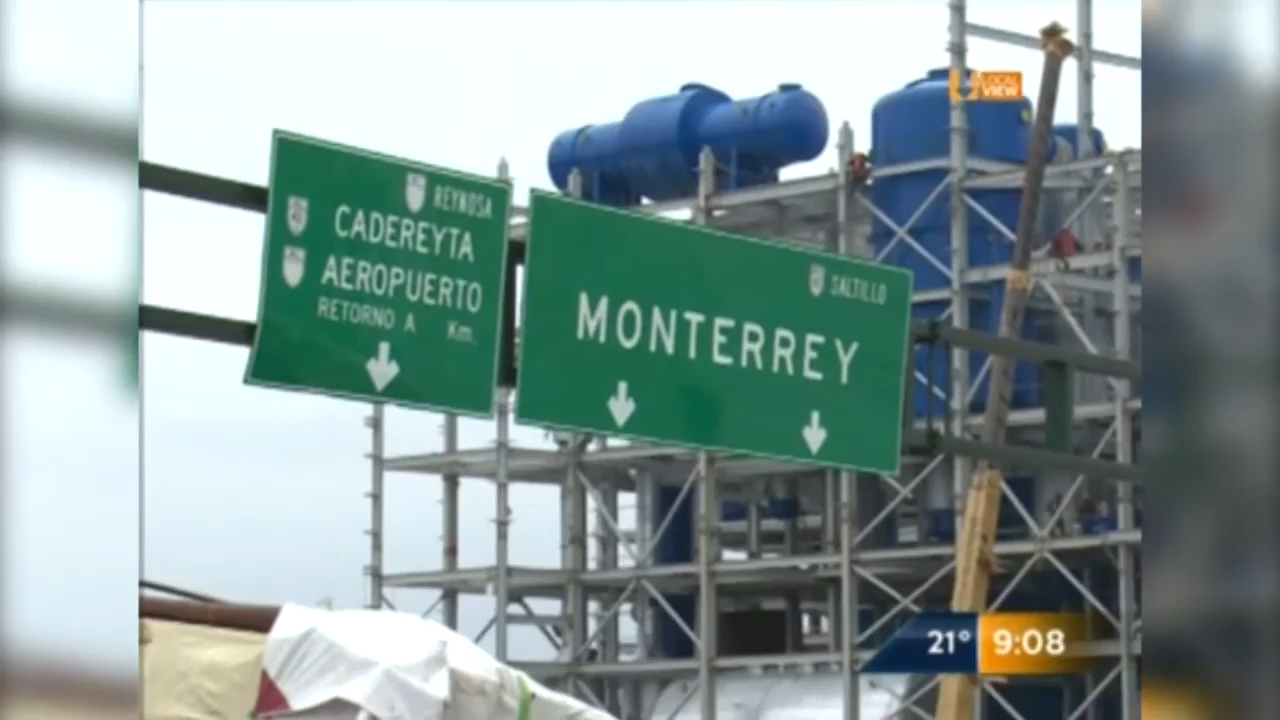 LOCAL
VIEW
REYNOSA
CADEREYTA
AEROPUERTO
RETORNO A Km.
SALTILLO
MONTERREY
21° 9:08